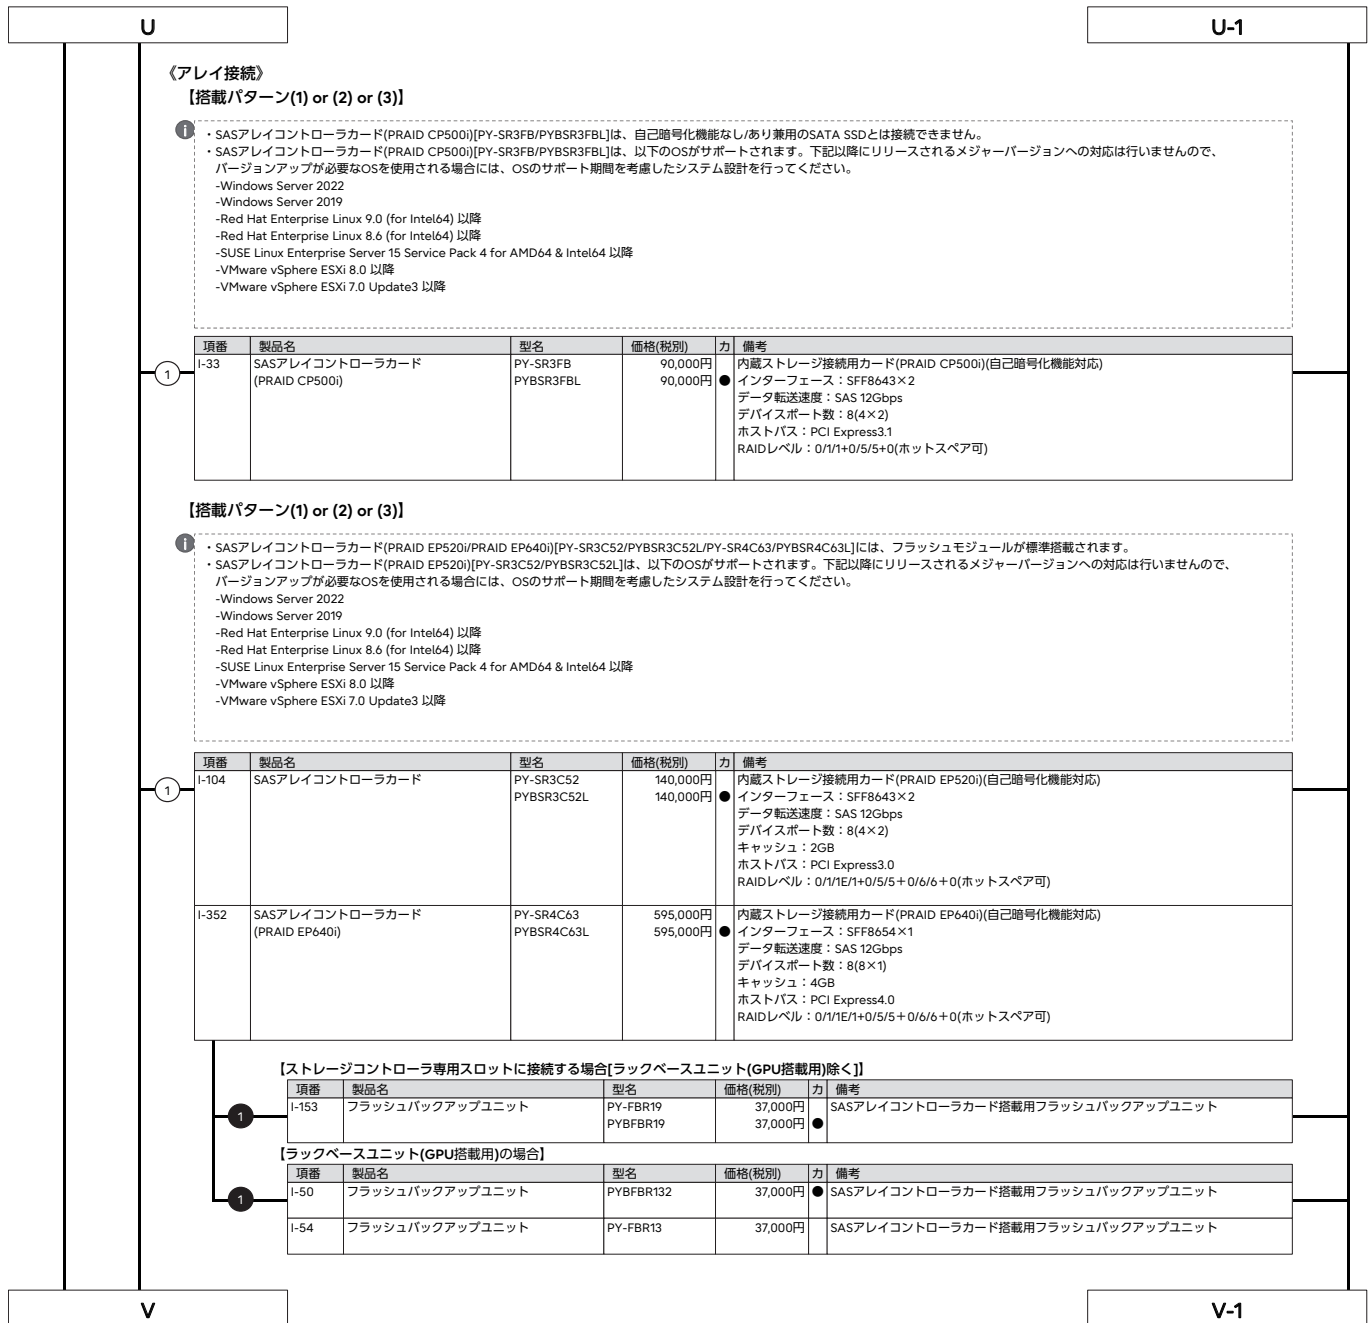 U
U-1
《アレイ接続》
【搭載パターン(1) or (2) or (3)】
・SASアレイコントローラカード(PRAID CP500i)[PY-SR3FB/PYBSR3FBL]は、自己暗号化機能なし/あり兼用のSATA SSDとは接続できません。
・SASアレイコントローラカード(PRAID CP500i)[PY-SR3FB/PYBSR3FBL]は、以下のOSがサポートされます。下記以降にリリースされるメジャーバージョンへの対応は行いませんので、
バージョンアップが必要なOSを使用される場合には、OSのサポート期間を考慮したシステム設計を行ってください。
-Windows Server 2022
-Windows Server 2019
-Red Hat Enterprise Linux 9.0 (for Intel64) 以降
-Red Hat Enterprise Linux 8.6 (for Intel64) 以降
-SUSE Linux Enterprise Server 15 Service Pack 4 for AMD64 & Intel64 以降
-VMware vSphere ESXi 8.0 以降
-VMware vSphere ESXi 7.0 Update3 以降
項番 製品名 型名 価格(税別) カ 備考
1 I-33 SASアレイコントローラカード PY-SR3FB 90,000円 内蔵ストレージ接続用カード(PRAID CP500i)(自己暗号化機能対応)
(PRAID CP500i) PYBSR3FBL 90,000円 ● インターフェース：SFF8643×2
データ転送速度：SAS 12Gbps
デバイスポート数：8(4×2)
ホストバス：PCI Express3.1
RAIDレベル：0/1/1+0/5/5+0(ホットスペア可)
【搭載パターン(1) or (2) or (3)】
・SASアレイコントローラカード(PRAID EP520i/PRAID EP640i)[PY-SR3C52/PYBSR3C52L/PY-SR4C63/PYBSR4C63L]には、フラッシュモジュールが標準搭載されます。
・SASアレイコントローラカード(PRAID EP520i)[PY-SR3C52/PYBSR3C52L]は、以下のOSがサポートされます。下記以降にリリースされるメジャーバージョンへの対応は行いませんので、
バージョンアップが必要なOSを使用される場合には、OSのサポート期間を考慮したシステム設計を行ってください。
-Windows Server 2022
-Windows Server 2019
-Red Hat Enterprise Linux 9.0 (for Intel64) 以降
-Red Hat Enterprise Linux 8.6 (for Intel64) 以降
-SUSE Linux Enterprise Server 15 Service Pack 4 for AMD64 & Intel64 以降
-VMware vSphere ESXi 8.0 以降
-VMware vSphere ESXi 7.0 Update3 以降
項番 製品名 型名 価格(税別) カ 備考
1 I-104 SASアレイコントローラカード PY-SR3C52 140,000円 内蔵ストレージ接続用カード(PRAID EP520i)(自己暗号化機能対応)
PYBSR3C52L 140,000円 ● インターフェース：SFF8643×2
データ転送速度：SAS 12Gbps
デバイスポート数：8(4×2)
キャッシュ：2GB
ホストバス：PCI Express3.0
RAIDレベル：0/1/1E/1+0/5/5＋0/6/6＋0(ホットスペア可)
I-352 SASアレイコントローラカード PY-SR4C63 595,000円 内蔵ストレージ接続用カード(PRAID EP640i)(自己暗号化機能対応)
(PRAID EP640i) PYBSR4C63L 595,000円 ● インターフェース：SFF8654×1
データ転送速度：SAS 12Gbps
デバイスポート数：8(8×1)
キャッシュ：4GB
ホストバス：PCI Express4.0
RAIDレベル：0/1/1E/1+0/5/5＋0/6/6＋0(ホットスペア可)
【ストレージコントローラ専用スロットに接続する場合[ラックベースユニット(GPU搭載用)除く]】
項番 製品名 型名 価格(税別) カ 備考
1 I-153 フラッシュバックアップユニット PY-FBR19 37,000円 SASアレイコントローラカード搭載用フラッシュバックアップユニット
PYBFBR19 37,000円 ●
【ラックベースユニット(GPU搭載用)の場合】
項番 製品名 型名 価格(税別) カ 備考
1 I-50 フラッシュバックアップユニット PYBFBR132 37,000円 ● SASアレイコントローラカード搭載用フラッシュバックアップユニット
I-54 フラッシュバックアップユニット PY-FBR13 37,000円 SASアレイコントローラカード搭載用フラッシュバックアップユニット
V
V-1